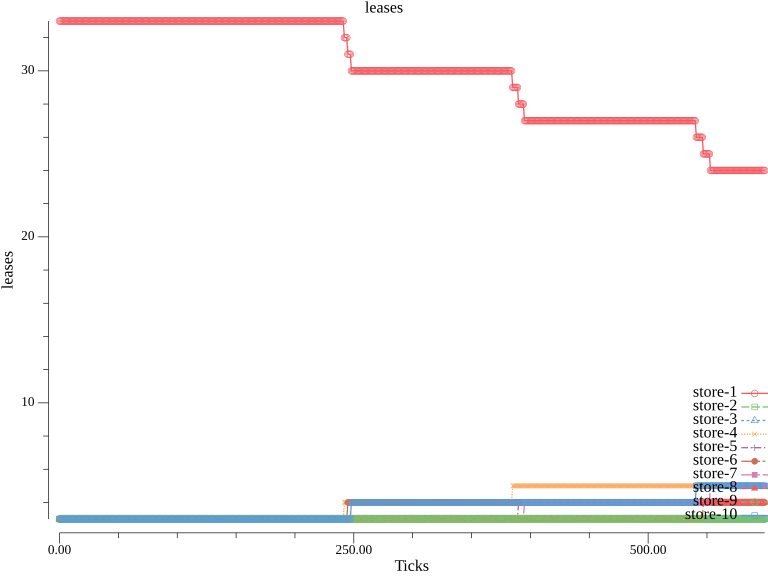 leases
30
20
10
leases
store-1
store-2
store-3
store-4
store-5
store-6
store-7
store-8
store-9
store-10
0.00
250.00
500.00
Ticks